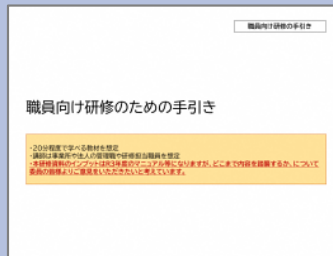 職員向け研修の手引き
職員向け研修のための手引き
・20分程度で学べる教材を想定
・講師は事業所や法人の管理職や研修担当職員を想定
・本研修資料のインプットはR3年度のマニュアル等になりますが、どこまで内容を踏襲するか、について
委員の皆様よりご意見をいただきたいと考えています。